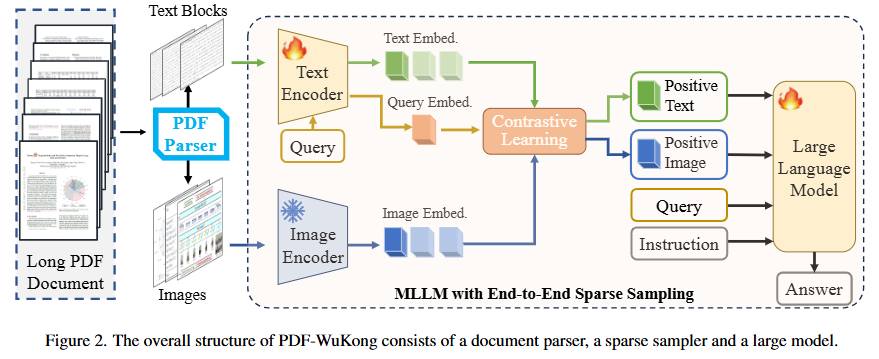 Text Blocks
Text Embed.
Text
Encoder
Query Embed.
Query
PDF
Parser
Contrastive
Learning
Positive
Text
Positive
Image
Query
Instruction
Large
Language
Model
Answer
Image Embed.
Image
Encoder
Long PDF
Document
Images
MLLM with End-to-End Sparse Sampling
Figure 2. The overall structure of PDF-WuKong consists of a document parser, a sparse sampler and a large model.